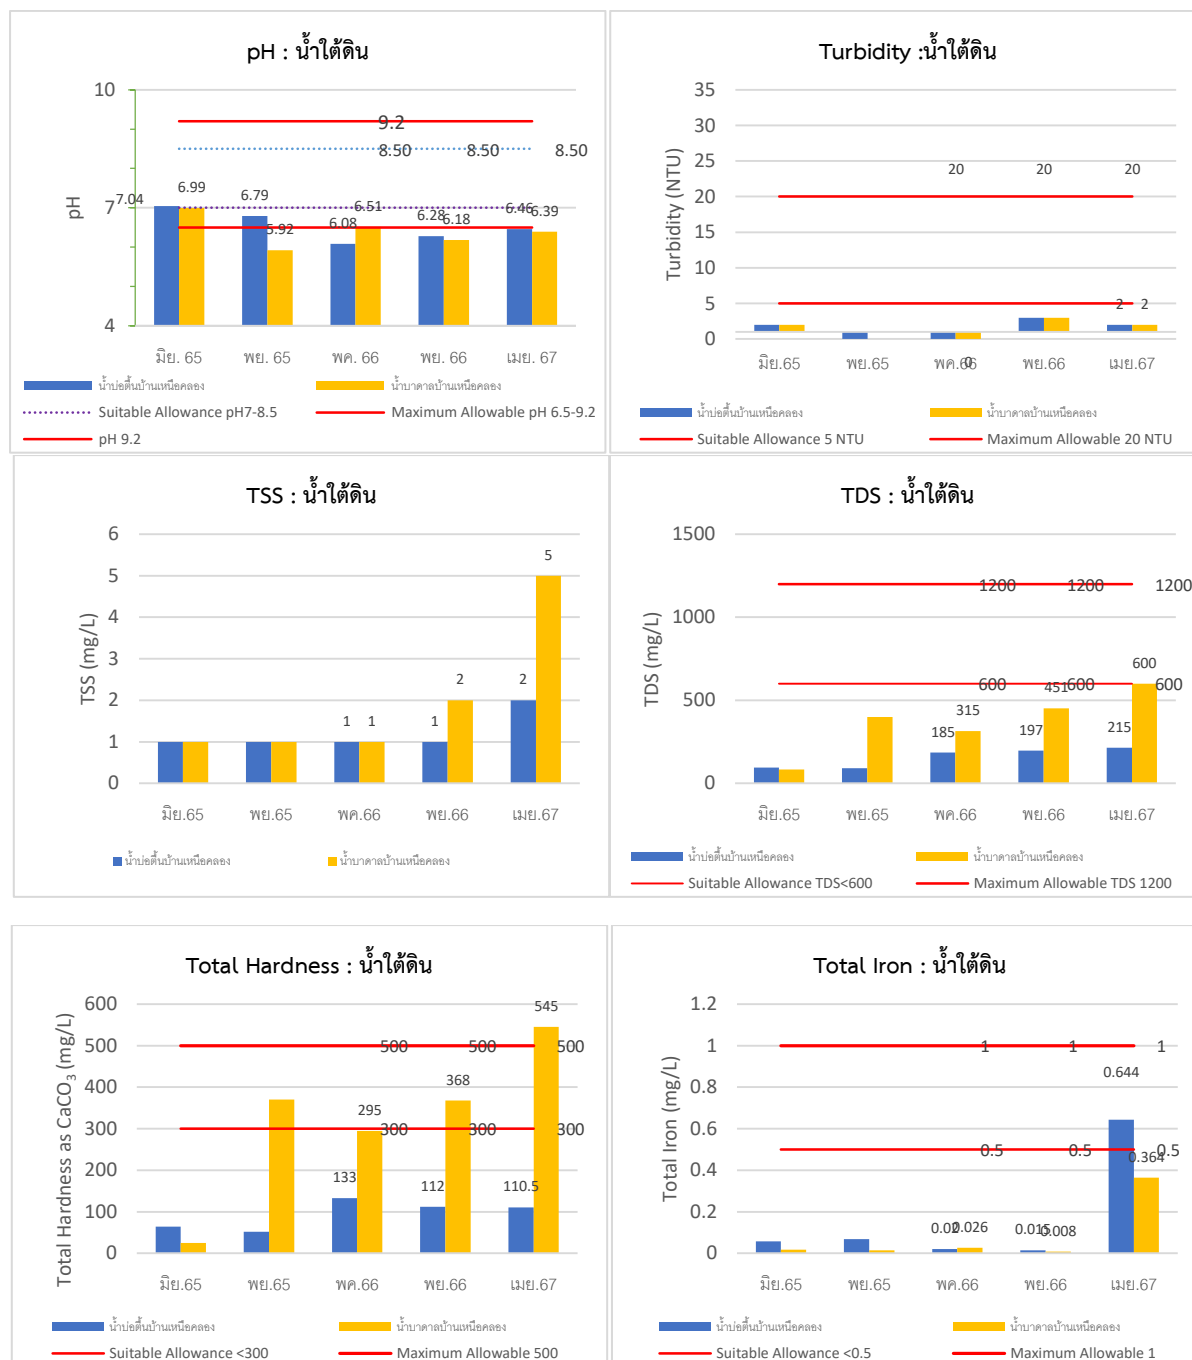 pH : น้ำใต้ดิน
10
7
4
pH
9.2
8.50 8.50 8.50
7.04 6.99 6.79 5.92 6.08 6.51 6.28 6.18 6.46 6.39
มิย. 65 พย. 65 พค. 66 พย. 66 เมย. 67
น้ำบ่อตื้นบ้านเหนือคลอง น้ำบาดาลบ้านเหนือคลอง
Suitable Allowance pH7-8.5 Maximum Allowable pH 6.5-9.2
pH 9.2
Turbidity :น้ำใต้ดิน
35
30
25
20
15
10
5
0
Turbidity (NTU)
20 20 20
2 2
0
มิย.65 พย.65 พค.66 พย.66 เมย.67
น้ำบ่อตื้นบ้านเหนือคลอง น้ำบาดาลบ้านเหนือคลอง
Suitable Allowance 5 NTU Maximum Allowable 20 NTU
TSS : น้ำใต้ดิน
6
5
4
3
2
1
0
TSS (mg/L)
1 1 1 2 2 5
มิย.65 พย.65 พค.66 พย.66 เมย.67
น้ำบ่อตื้นบ้านเหนือคลอง น้ำบาดาลบ้านเหนือคลอง
TDS : น้ำใต้ดิน
1500
1000
500
0
TDS (mg/L)
1200 1200 1200
600 600 600
185 315 197 451 215 600
มิย.65 พย.65 พค.66 พย.66 เมย.67
น้ำบ่อตื้นบ้านเหนือคลอง น้ำบาดาลบ้านเหนือคลอง
Suitable Allowance TDS<600 Maximum Allowable TDS 1200
Total Hardness : น้ำใต้ดิน
600
500
400
300
200
100
0
Total Hardness as CaCO₃ (mg/L)
500 500 500
300 300 300
133 295 112 368 110.5 545
มิย.65 พย.65 พค.66 พย.66 เมย.67
น้ำบ่อตื้นบ้านเหนือคลอง น้ำบาดาลบ้านเหนือคลอง
Suitable Allowance <300 Maximum Allowable 500
Total Iron : น้ำใต้ดิน
1.2
1
0.8
0.6
0.4
0.2
0
Total Iron (mg/L)
1 1 1
0.5 0.5 0.5
0.02 0.026 0.015 0.008 0.644 0.364
มิย.65 พย.65 พค.66 พย.66 เมย.67
น้ำบ่อตื้นบ้านเหนือคลอง น้ำบาดาลบ้านเหนือคลอง
Suitable Allowance <0.5 Maximum Allowable 1